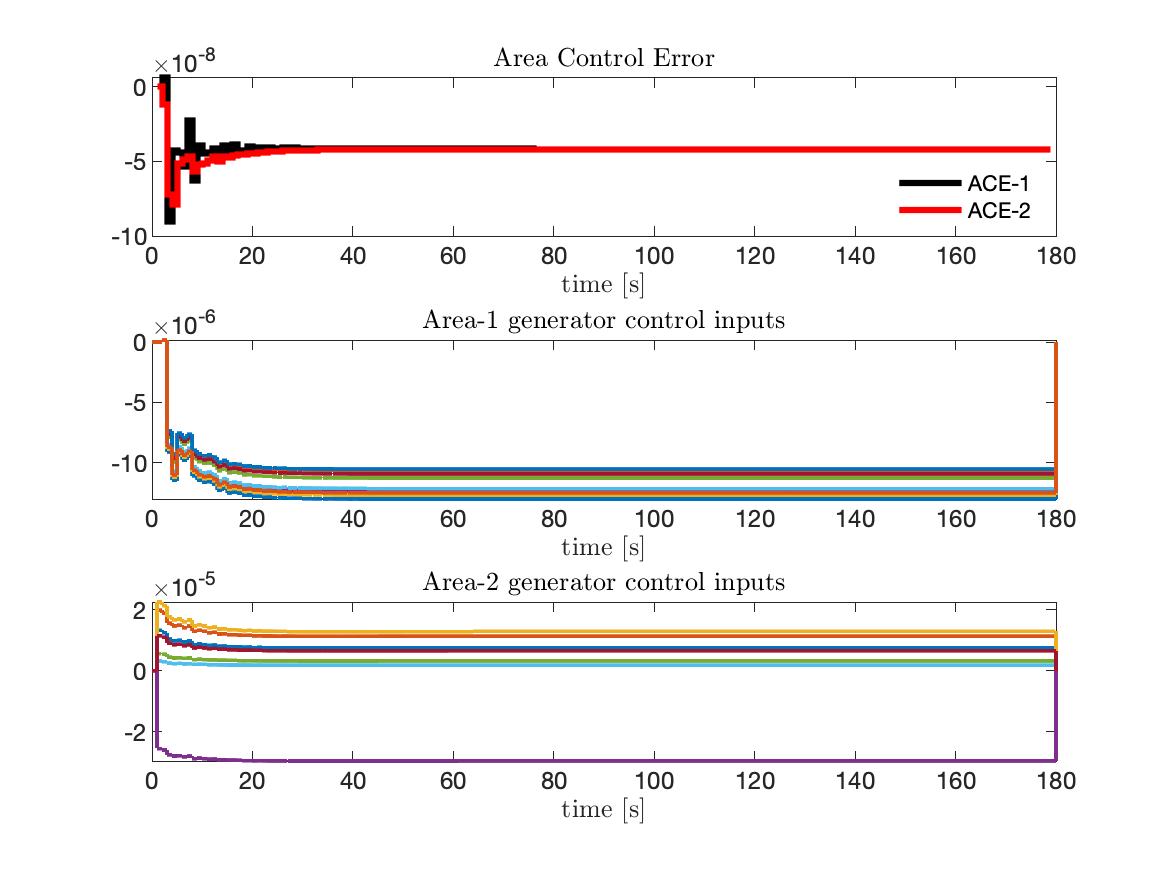 ×10⁻⁸
Area Control Error
0
-5
-10
0 20 40 60 80 100 120 140 160 180
time [s]
ACE-1
ACE-2
×10⁻⁶
Area-1 generator control inputs
0
-5
-10
0 20 40 60 80 100 120 140 160 180
time [s]
×10⁻⁵
Area-2 generator control inputs
2
0
-2
0 20 40 60 80 100 120 140 160 180
time [s]